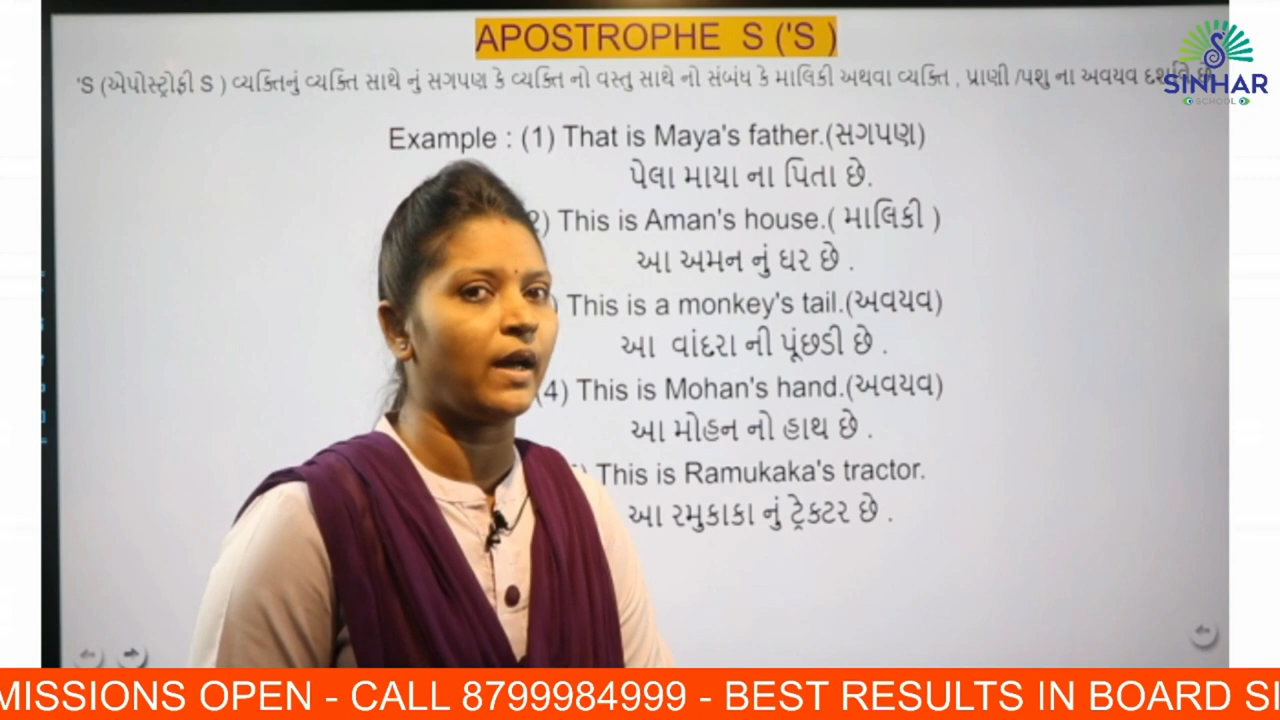 APOSTROPHE S ('S )
'S (એપોસ્ટ્રોફી S ) વ્યક્તિનું વ્યક્તિ સાથે નું સગપણ કે વ્યક્તિ નો વસ્તુ સાથે નો સંબંધ કે માલિકી અથવા વ્યક્તિ , પ્રાણી /પશુ ના અવયવ
SINHAR
SCHOOL
Example : (1) That is Maya's father.(સગપણ)
પેલા માયા ના પિતા છે.
૨) This is Aman's house.( માલિકી )
આ અમન નું ઘર છે .
) This is a monkey's tail.(અવયવ)
આ વાંદરા ની પૂંછડી છે .
(4) This is Mohan's hand.(અવયવ)
આ મોહન નો હાથ છે .
) This is Ramukaka's tractor.
આ રમુકાકા નું ટ્રેકટર છે .
MISSIONS OPEN - CALL 8799984999 - BEST RESULTS IN BOARD SI